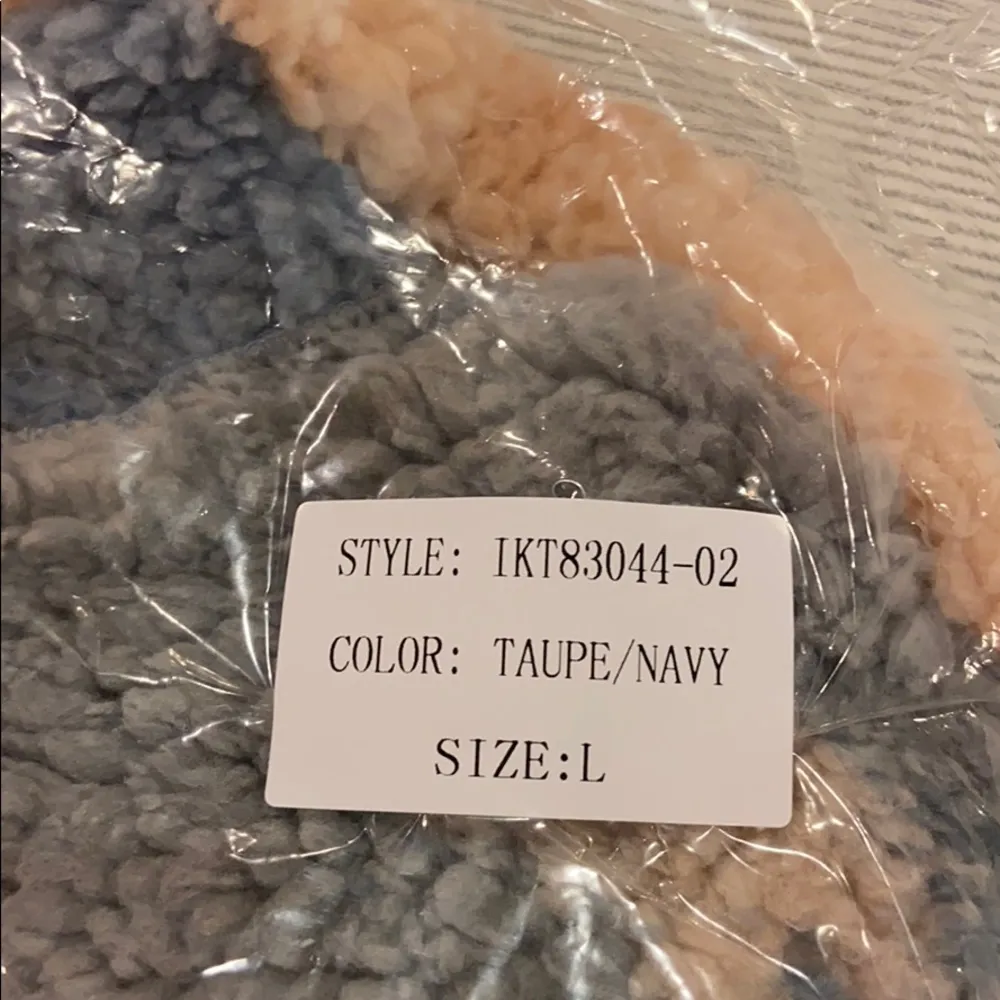 STYLE: IKT83044-02
COLOR: TAUPE/NAVY
SIZE:L